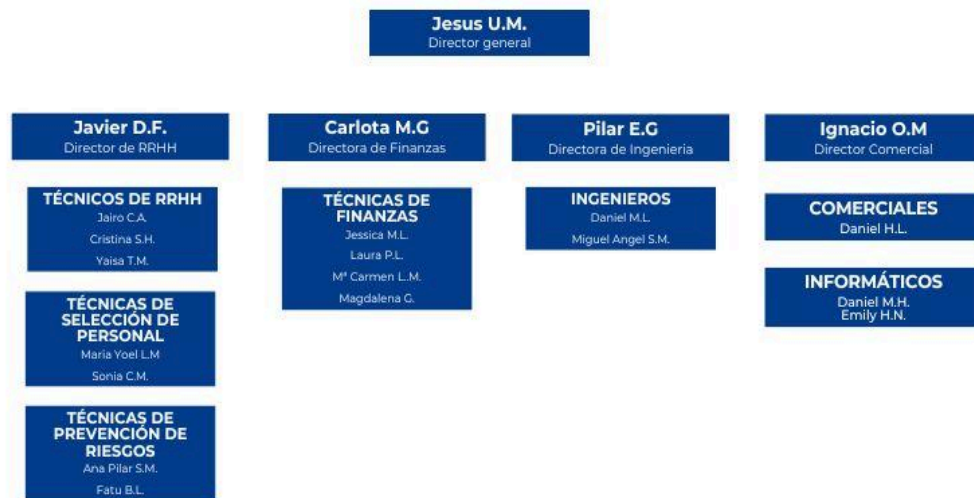 Jesus U.M.
Director general
Javier D.F.
Director de RRHH
TÉCNICOS DE RRHH
Jairo C.A.
Cristina S.H.
Yaisa T.M.
TÉCNICAS DE
SELECCIÓN DE
PERSONAL
Maria Yoel L.M
Sonia C.M.
TÉCNICAS DE
PREVENCIÓN DE
RIESGOS
Ana Pilar S.M.
Fatu B.L.
Carlota M.G
Directora de Finanzas
TÉCNICAS DE
FINANZAS
Jessica M.L.
Laura P.L.
Mª Carmen L.M.
Magdalena G.
Pilar E.G
Directora de Ingenieria
INGENIEROS
Daniel M.L.
Miguel Angel S.M.
Ignacio O.M
Director Comercial
COMERCIALES
Daniel H.L.
INFORMÁTICOS
Daniel M.H.
Emily H.N.